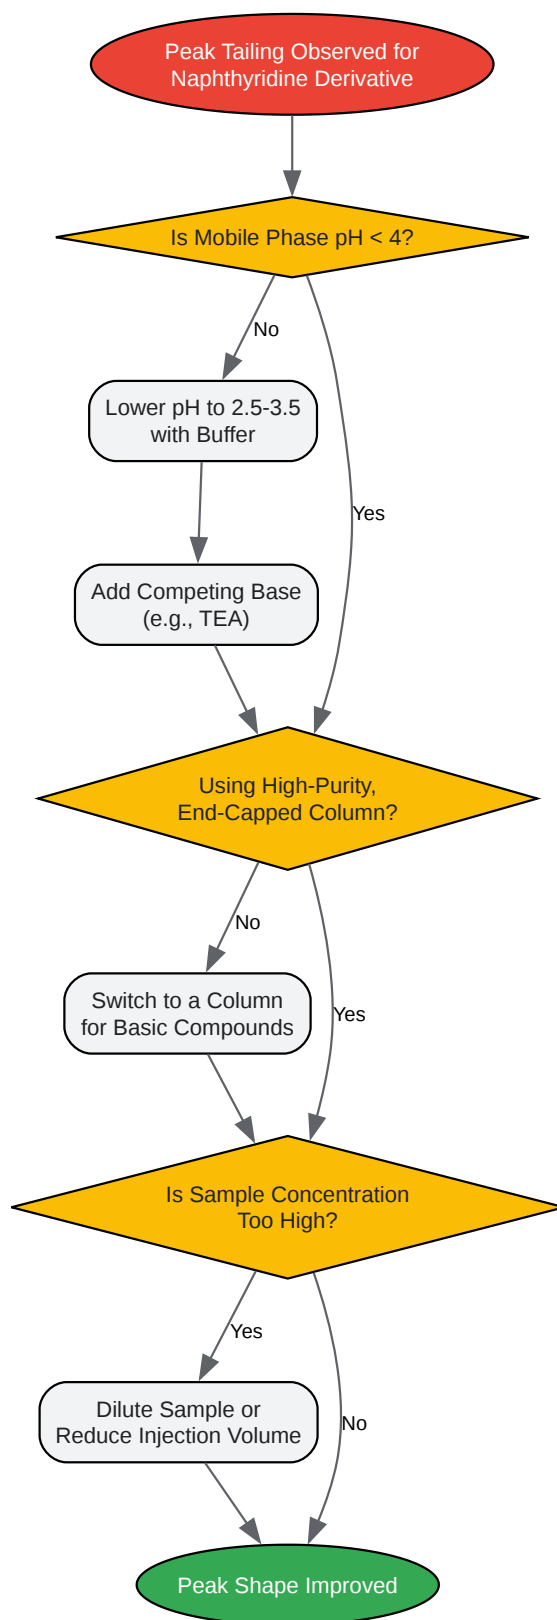 Peak Tailing Observed for
Naphthyridine Derivative
Is Mobile Phase pH < 4?
No
Lower pH to 2.5-3.5
with Buffer
Yes
Add Competing Base
(e.g., TEA)
Using High-Purity,
End-Capped Column?
No
Switch to a Column
for Basic Compounds
Yes
Is Sample Concentration
Too High?
Yes
Dilute Sample or
Reduce Injection Volume
No
Peak Shape Improved